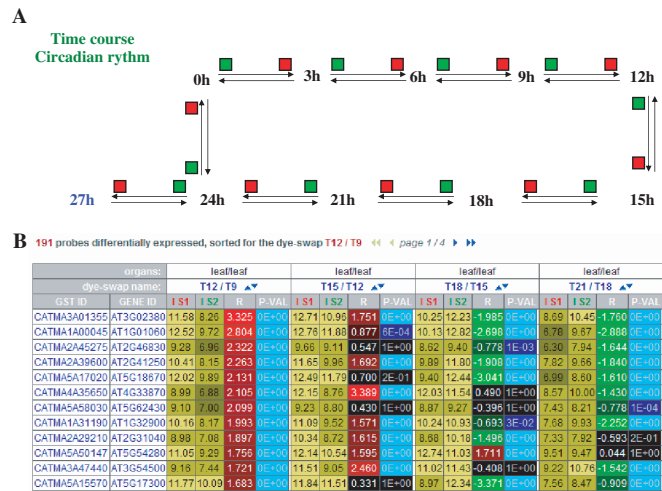 A
Time course
Circadian rythm
0h 3h 6h 9h 12h
27h 24h 21h 18h 15h
B 191 probes differentially expressed, sorted for the dye-swap T12 / T9 page 1 / 4
organs: leaf/leaf leaf/leaf leaf/leaf leaf/leaf
dye-swap name: T12 / T9 T15 / T12 T18 / T15 T21 / T18
GST ID GENE ID I S1 I S2 R P-VAL I S1 I S2 R P-VAL I S1 I S2 R P-VAL I S1 I S2 R P-VAL
CATMA3A01355 AT3G02380 11.58 8.26 3.325 0E+00 12.71 10.96 1.751 0E+00 10.25 12.23 -1.985 0E+00 8.69 10.45 -1.760 0E+00
CATMA1A00045 AT1G01060 12.52 9.72 2.804 0E+00 12.76 11.88 0.877 6E-04 10.13 12.82 -2.698 0E+00 6.78 9.67 -2.888 0E+00
CATMA2A45275 AT2G46830 9.28 6.96 2.322 0E+00 9.66 9.11 0.547 1E+00 8.62 9.40 -0.778 1E-03 6.30 7.94 -1.644 0E+00
CATMA2A39600 AT2G41250 10.41 8.15 2.263 0E+00 11.65 9.96 1.692 0E+00 9.89 11.80 -1.908 0E+00 7.82 9.66 -1.840 0E+00
CATMA5A17020 AT5G18670 12.02 9.89 2.131 0E+00 12.49 11.79 0.700 2E-01 9.40 12.44 -3.041 0E+00 6.99 8.60 -1.610 0E+00
CATMA4A35650 AT4G33870 8.99 6.88 2.105 0E+00 12.15 8.76 3.389 0E+00 12.03 11.54 0.490 1E+00 8.57 10.00 -1.430 0E+00
CATMA5A58030 AT5G62430 9.10 7.00 2.099 0E+00 9.23 8.80 0.430 1E+00 8.87 9.27 -0.396 1E+00 7.43 8.21 -0.778 1E-04
CATMA1A31190 AT1G32900 10.16 8.17 1.993 0E+00 11.09 9.52 1.571 0E+00 10.24 10.93 -0.693 3E-02 7.68 9.93 -2.252 0E+00
CATMA2A29210 AT2G31040 8.98 7.08 1.897 0E+00 10.34 8.72 1.615 0E+00 8.68 10.18 -1.496 0E+00 7.33 7.92 -0.593 2E-01
CATMA5A50147 AT5G54280 11.05 9.29 1.756 0E+00 12.14 10.54 1.595 0E+00 12.74 11.03 1.711 0E+00 9.51 9.47 0.044 1E+00
CATMA3A47440 AT3G54500 9.16 7.44 1.721 0E+00 11.51 9.05 2.460 0E+00 11.02 11.43 -0.408 1E+00 9.22 10.76 -1.542 0E+00
CATMA5A15570 AT5G17300 11.77 10.09 1.683 0E+00 11.84 11.51 0.331 1E+00 8.97 12.34 -3.371 0E+00 7.56 8.47 -0.909 0E+00